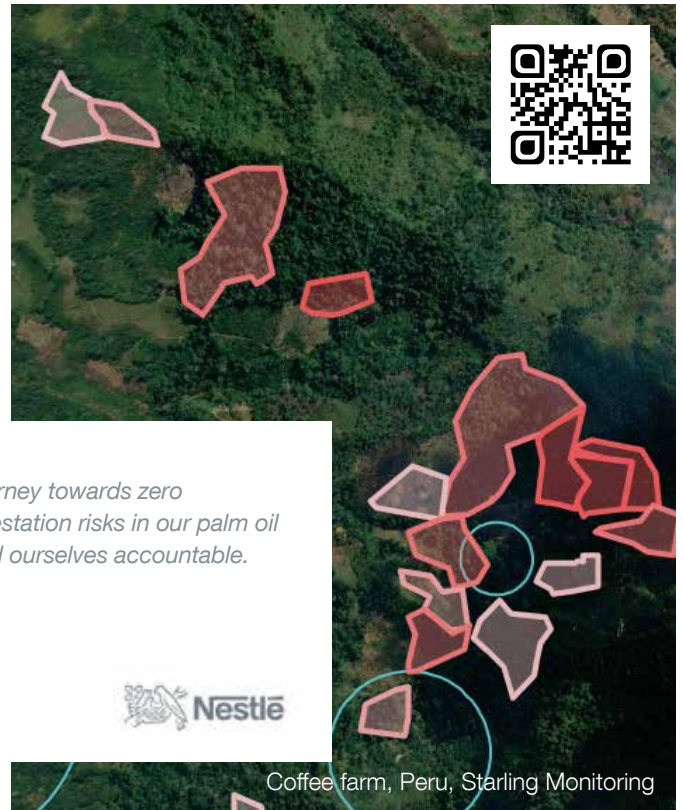 rney towards zero
estation risks in our palm oil
l ourselves accountable.
Nestlé
Coffee farm, Peru, Starling Monitoring